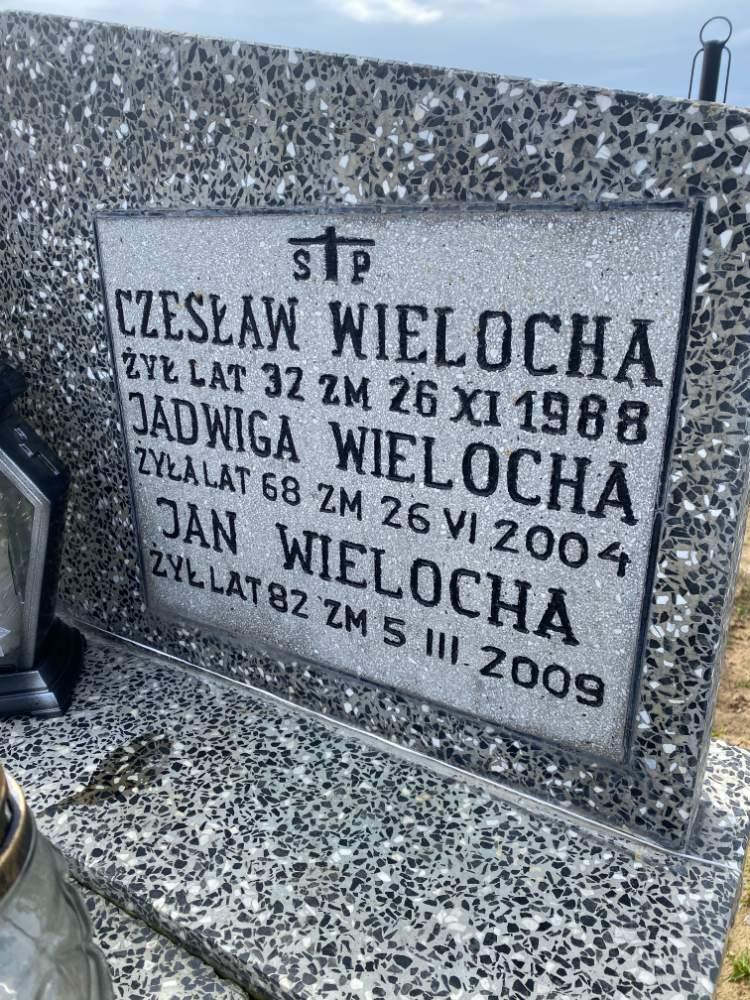 S P
CZESŁAW WIELOCHA
ŻYŁ LAT 32 ZM 26 XI 1988
JADWIGA WIELOCHA
ŻYŁA LAT 68 ZM 26 VI 2004
JAN WIELOCHA
ŻYŁ LAT 82 ZM 5 III 2009